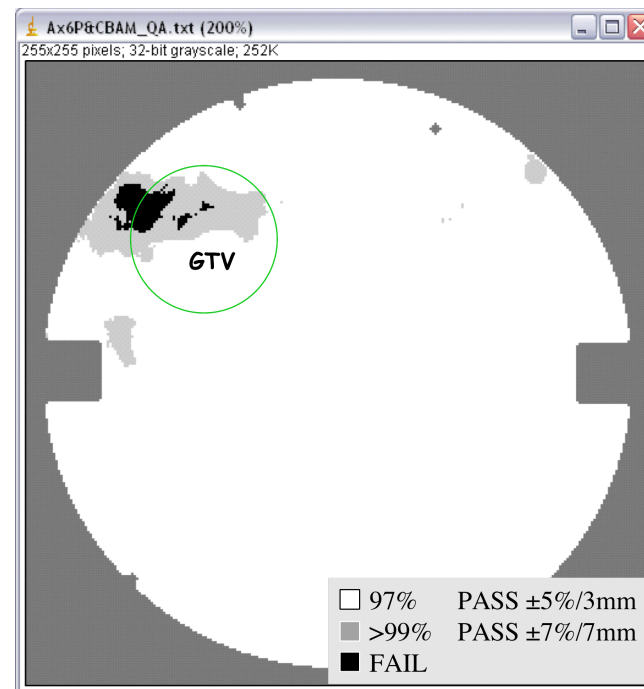 Ax6P&CBAM_QA.txt (200%)
255x255 pixels; 32-bit grayscale; 252K
GTV
97% PASS ±5%/3mm
>99% PASS ±7%/7mm
FAIL